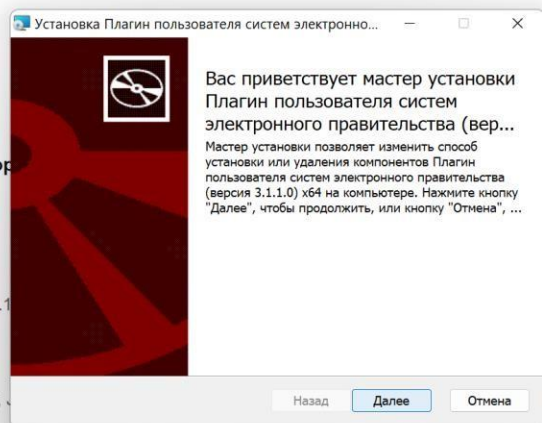 Установка Плагин пользователя систем электронно...
Вас приветствует мастер установки
Плагин пользователя систем
электронного правительства (вер...
Мастер установки позволяет изменить способ
установки или удаления компонентов Плагин
пользователя систем электронного правительства
(версия 3.1.1.0) x64 на компьютере. Нажмите кнопку
"Далее", чтобы продолжить, или кнопку "Отмена", ...
Назад Далее Отмена